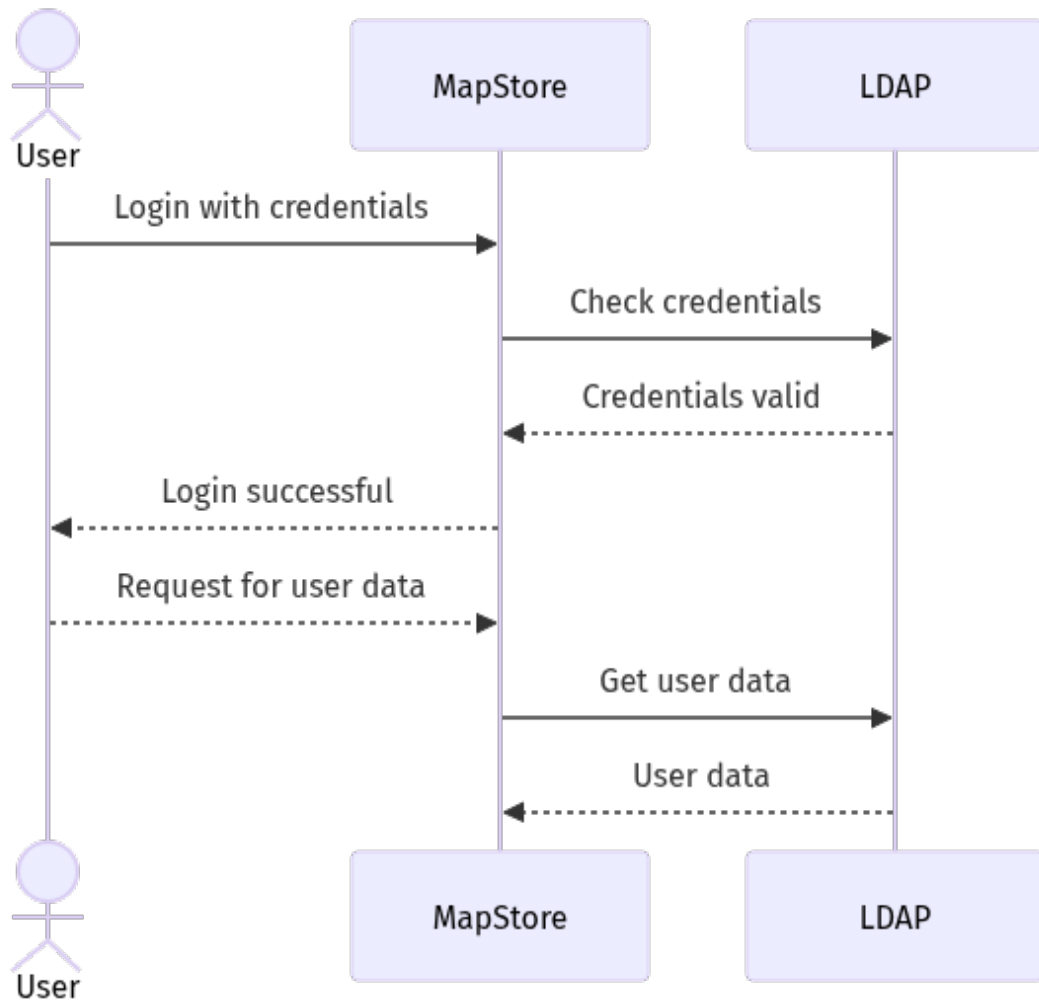 MapStore
LDAP
User
Login with credentials
Check credentials
Credentials valid
Login successful
Request for user data
Get user data
User data
MapStore
LDAP
User